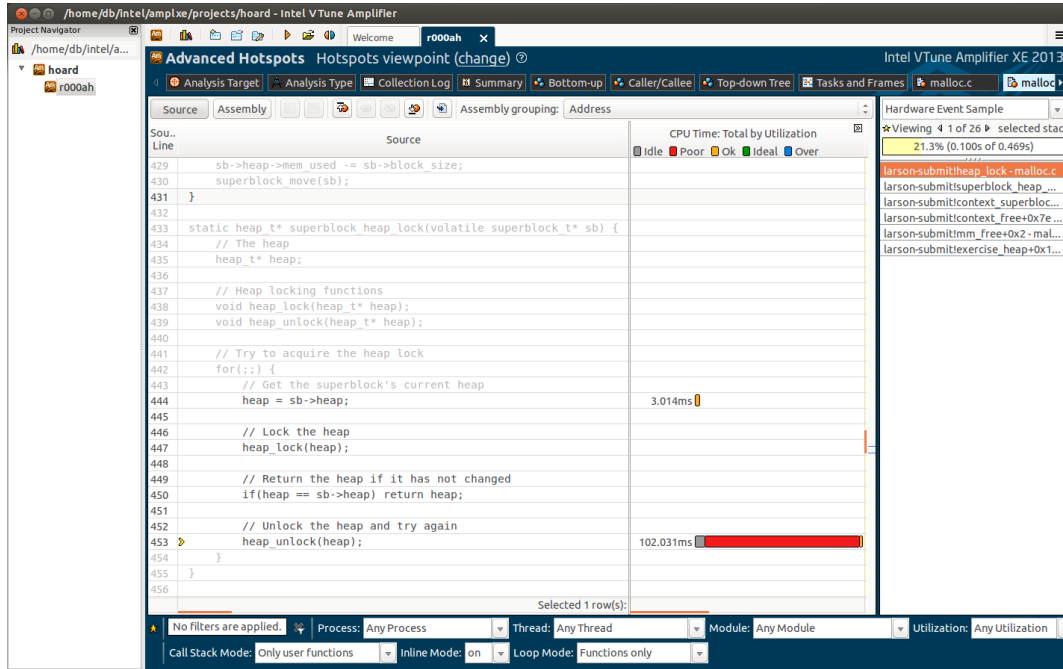 /home/db/intel/amplxe/projects/hoard - Intel VTune Amplifier
Project Navigator
/home/db/intel/a...
hoard
r000ah
Welcome
r000ah
Advanced Hotspots Hotspots viewpoint (change)
Intel VTune Amplifier XE 2013
Analysis Target
Analysis Type
Collection Log
Summary
Bottom-up
Caller/Callee
Top-down Tree
Tasks and Frames
malloc.c
malloc
Source
Assembly
Assembly grouping: Address
Hardware Event Sample
Viewing 1 of 26 selected stac
21.3% (0.100s of 0.469s)
larson-submit!heap_lock - malloc.c
larson-submit!superblock_heap_...
larson-submit!context_superbloc...
larson-submit!context_free+0x7e ...
larson-submit!mm_free+0x2 - mal...
larson-submit!exercise_heap+0x1...
Sou.. Line
Source
CPU Time: Total by Utilization
Idle Poor Ok Ideal Over
429 sb->heap->mem_used -= sb->block_size;
430 superblock_move(sb);
431 }
432
433 static heap_t* superblock_heap_lock(volatile superblock_t* sb) {
434 // The heap
435 heap_t* heap;
436
437 // Heap locking functions
438 void heap_lock(heap_t* heap);
439 void heap_unlock(heap_t* heap);
440
441 // Try to acquire the heap lock
442 for(;;) {
443 // Get the superblock's current heap
444 heap = sb->heap; 3.014ms
445
446 // Lock the heap
447 heap_lock(heap);
448
449 // Return the heap if it has not changed
450 if(heap == sb->heap) return heap;
451
452 // Unlock the heap and try again
453 heap_unlock(heap); 102.031ms
454 }
455 }
456
Selected 1 row(s):
No filters are applied. Process: Any Process Thread: Any Thread Module: Any Module Utilization: Any Utilization
Call Stack Mode: Only user functions Inline Mode: on Loop Mode: Functions only